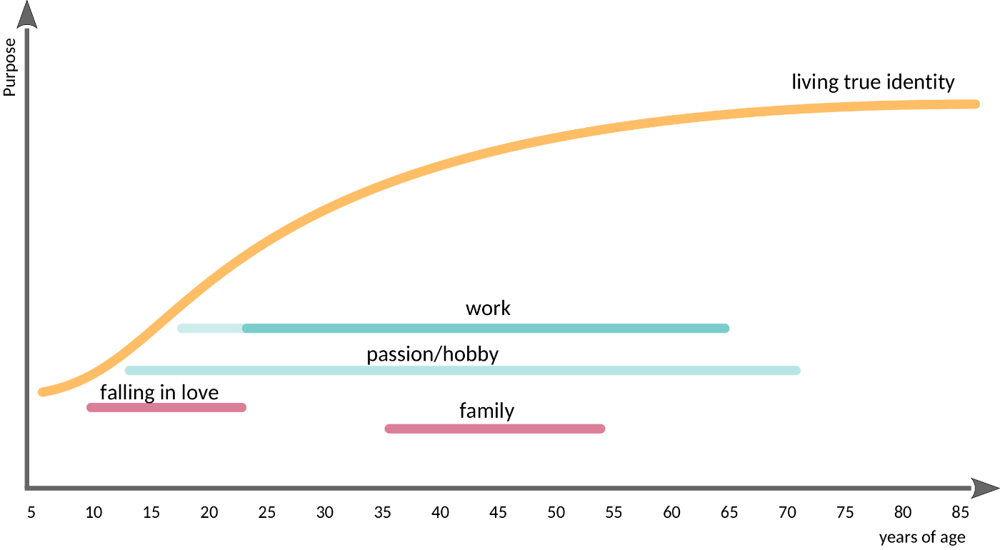 Purpose
living true identity
work
passion/hobby
falling in love
family
5 10 15 20 25 30 35 40 45 50 55 60 65 70 75 80 85
years of age